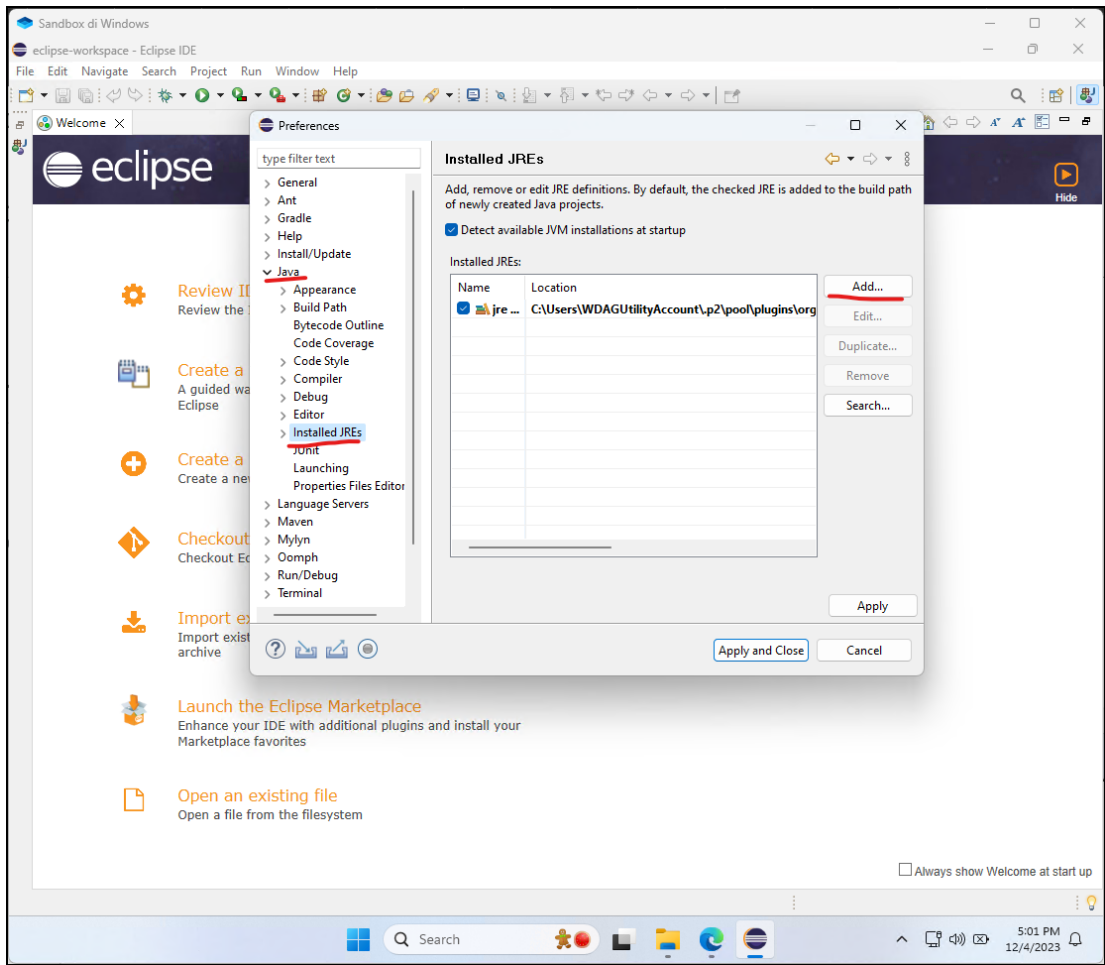 Sandbox di Windows
eclipse-workspace - Eclipse IDE
File Edit Navigate Search Project Run Window Help
Welcome
eclipse
Hide
Review
Review the
Create a
A guided
Eclipse
Create a
Create a
Checkout
Checkout
Import
Import
archive
Launch the Eclipse Marketplace
Enhance your IDE with additional plugins and install your
Marketplace favorites
Open an existing file
Open a file from the filesystem
Always show Welcome at start up
Preferences
type filter text
General
Ant
Gradle
Help
Install/Update
Java
Appearance
Build Path
Bytecode Outline
Code Coverage
Code Style
Compiler
Debug
Editor
Installed JREs
JUnit
Launching
Properties Files Editor
Language Servers
Maven
Mylyn
Oomph
Run/Debug
Terminal
Installed JREs
Add, remove or edit JRE definitions. By default, the checked JRE is added to the build path
of newly created Java projects.
Detect available JVM installations at startup
Installed JREs:
Name Location
jre ... C:\Users\WDAGUtilityAccount\.p2\pool\plugins\org
Add...
Edit...
Duplicate...
Remove
Search...
Apply
Apply and Close Cancel
Search
5:01 PM
12/4/2023